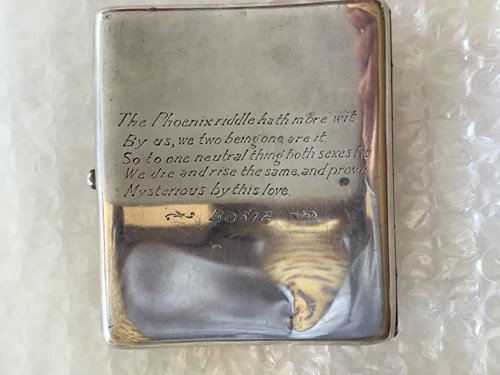 The Phoenix riddle hath more wit
By us, we two being one, are it.
So to one neutral thing both sexes fit
We die and rise the same, and prove
Mysterious by this love.
BOSIE